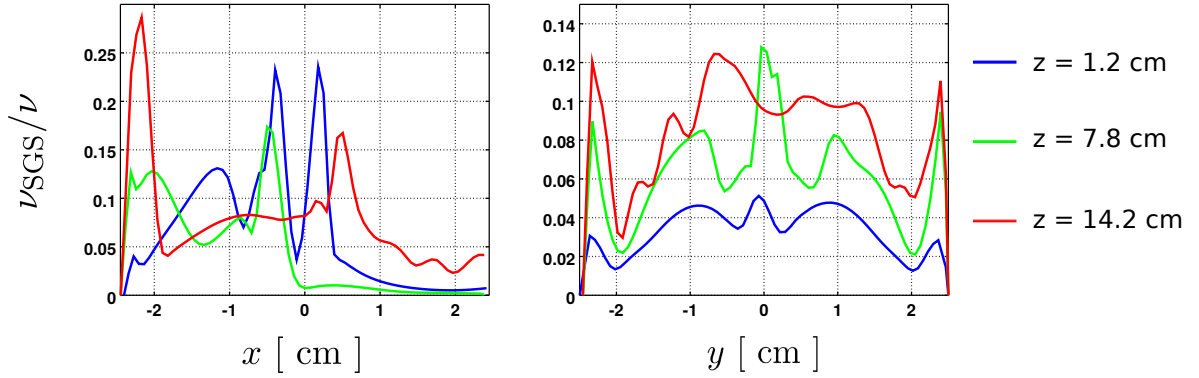 ν_SGS/ν
0.25
0.2
0.15
0.1
0.05
0
-2 -1 0 1 2
x [ cm ]
0.14
0.12
0.1
0.08
0.06
0.04
0.02
0
-2 -1 0 1 2
y [ cm ]
z = 1.2 cm
z = 7.8 cm
z = 14.2 cm